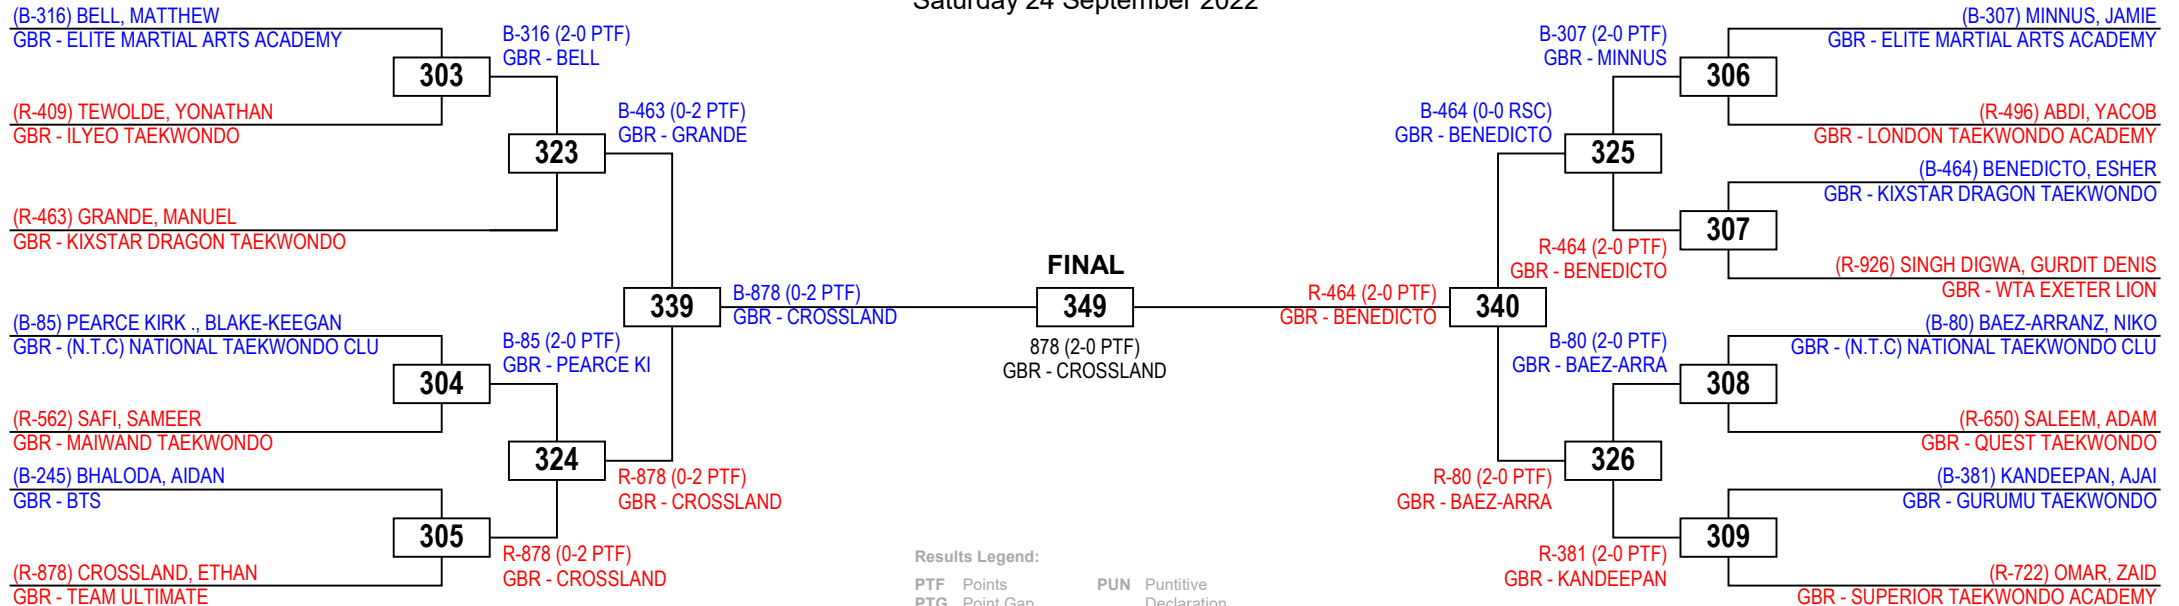 Saturday 24 September 2022
(B-316) BELL, MATTHEW
GBR - ELITE MARTIAL ARTS ACADEMY
B-316 (2-0 PTF)
GBR - BELL
303
(R-409) TEWOLDE, YONATHAN
GBR - ILYEO TAEKWONDO
B-463 (0-2 PTF)
GBR - GRANDE
323
(R-463) GRANDE, MANUEL
GBR - KIXSTAR DRAGON TAEKWONDO
339
B-878 (0-2 PTF)
GBR - CROSSLAND
(B-85) PEARCE KIRK ., BLAKE-KEEGAN
GBR - (N.T.C) NATIONAL TAEKWONDO CLU
B-85 (2-0 PTF)
GBR - PEARCE KI
304
(R-562) SAFI, SAMEER
GBR - MAIWAND TAEKWONDO
324
R-878 (0-2 PTF)
GBR - CROSSLAND
(B-245) BHALODA, AIDAN
GBR - BTS
305
R-878 (0-2 PTF)
GBR - CROSSLAND
(R-878) CROSSLAND, ETHAN
GBR - TEAM ULTIMATE
FINAL
349
878 (2-0 PTF)
GBR - CROSSLAND
(B-307) MINNUS, JAMIE
GBR - ELITE MARTIAL ARTS ACADEMY
B-307 (2-0 PTF)
GBR - MINNUS
306
(R-496) ABDI, YACOB
GBR - LONDON TAEKWONDO ACADEMY
B-464 (0-0 RSC)
GBR - BENEDICTO
325
(B-464) BENEDICTO, ESHER
GBR - KIXSTAR DRAGON TAEKWONDO
307
R-464 (2-0 PTF)
GBR - BENEDICTO
(R-926) SINGH DIGWA, GURDIT DENIS
GBR - WTA EXETER LION
R-464 (2-0 PTF)
GBR - BENEDICTO
340
(B-80) BAEZ-ARRANZ, NIKO
GBR - (N.T.C) NATIONAL TAEKWONDO CLU
B-80 (2-0 PTF)
GBR - BAEZ-ARRA
308
(R-650) SALEEM, ADAM
GBR - QUEST TAEKWONDO
326
R-80 (2-0 PTF)
GBR - BAEZ-ARRA
(B-381) KANDEEPAN, AJAI
GBR - GURUMU TAEKWONDO
309
R-381 (2-0 PTF)
GBR - KANDEEPAN
(R-722) OMAR, ZAID
GBR - SUPERIOR TAEKWONDO ACADEMY
Results Legend:
PTF Points PUN Puntitive
PTG Point Gap Declaration